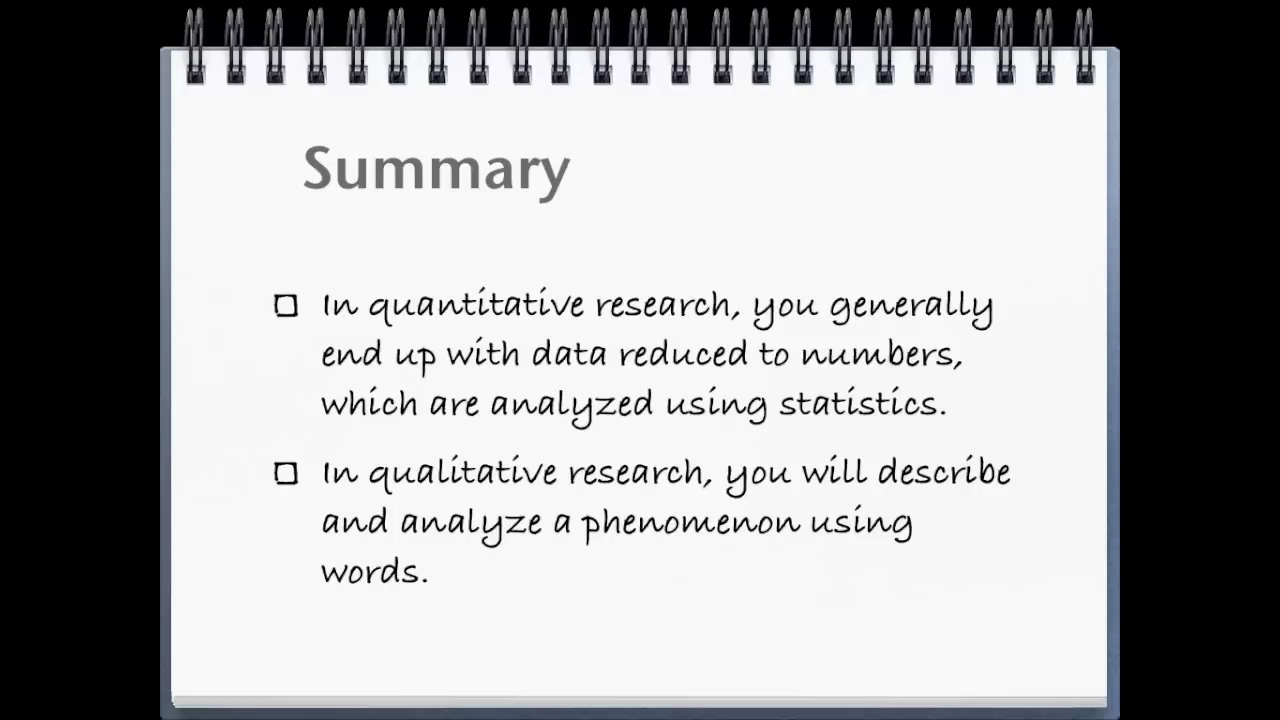 Summary
In quantitative research, you generally
end up with data reduced to numbers,
which are analyzed using statistics.
In qualitative research, you will describe
and analyze a phenomenon using
words.